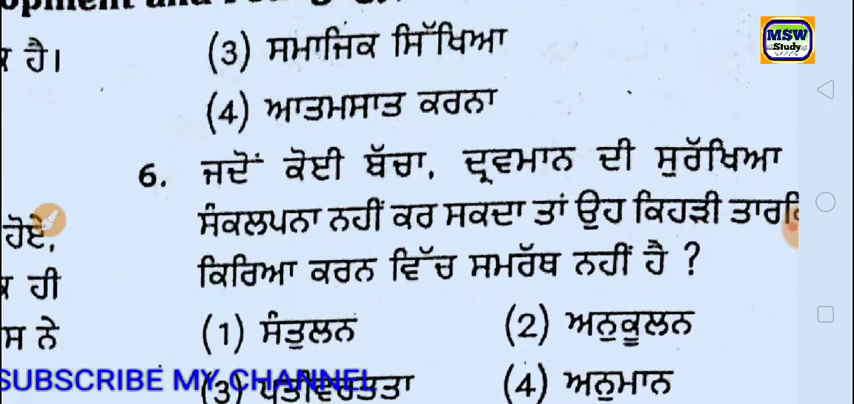 ਹੈ।
(3) ਸਮਾਜਿਕ ਸਿੱਖਿਆ
MSW
Study
(4) ਆਤਮਸਾਤ ਕਰਨਾ
6. ਜਦੋਂ ਕੋਈ ਬੱਚਾ, ਦ੍ਰਵਮਾਨ ਦੀ ਸੁਰੱਖਿਆ
ਸੰਕਲਪਨਾ ਨਹੀਂ ਕਰ ਸਕਦਾ ਤਾਂ ਉਹ ਕਿਹੜੀ
ਹੋਏ,
ਕਿਰਿਆ ਕਰਨ ਵਿੱਚ ਸਮਰੱਥ ਨਹੀਂ ਹੈ ?
ਹੀ
(1) ਸੰਤੁਲਨ (2) ਅਨੁਕੂਲਨ
ਨੇ
SUBSCRIBE MY CHANNEL
(3) (4) ਅਨੁਮਾਨ